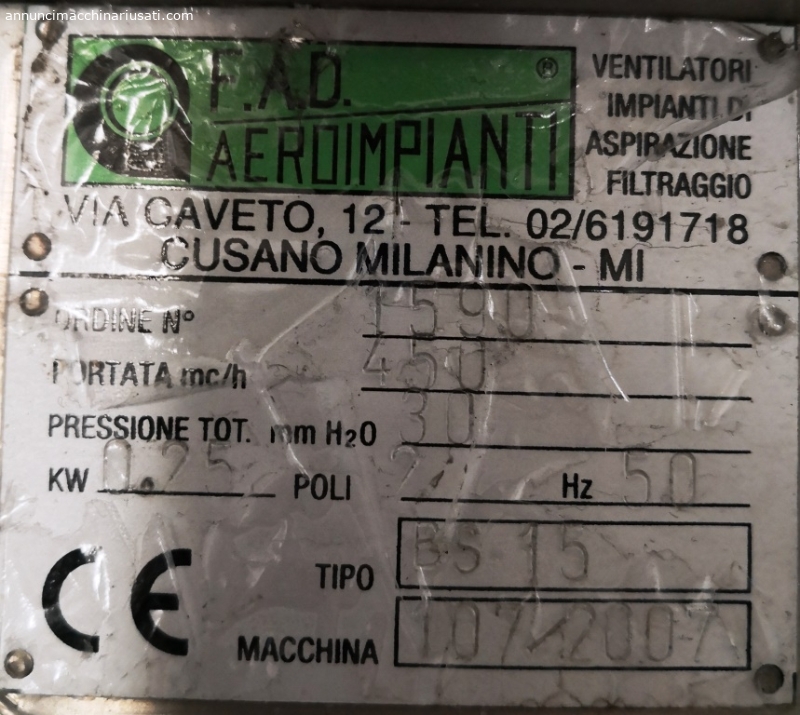 annuncimacchinariusati.com
F.A.D. ®
AEROIMPIANTI
VENTILATORI
IMPIANTI DI
ASPIRAZIONE
FILTRAGGIO
VIA CAVETO, 12 - TEL. 02/6191718
CUSANO MILANINO - MI
ORDINE N° 1590
PORTATA mc/h 450
PRESSIONE TOT. mm H2O 30
KW 0.25 POLI 2 Hz 50
CE
TIPO BS 15
MACCHINA 107/2007